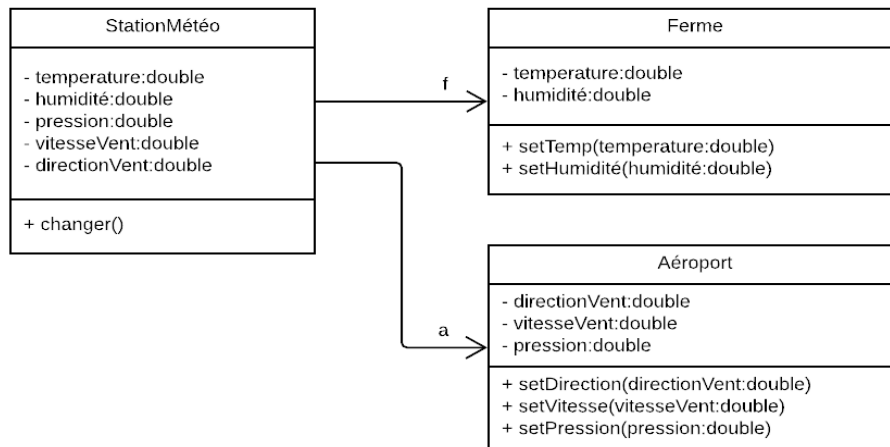 StationMétéo
- temperature:double
- humidité:double
- pression:double
- vitesseVent:double
- directionVent:double
+ changer()
f
a
Ferme
- temperature:double
- humidité:double
+ setTemp(temperature:double)
+ setHumidité(humidité:double)
Aéroport
- directionVent:double
- vitesseVent:double
- pression:double
+ setDirection(directionVent:double)
+ setVitesse(vitesseVent:double)
+ setPression(pression:double)